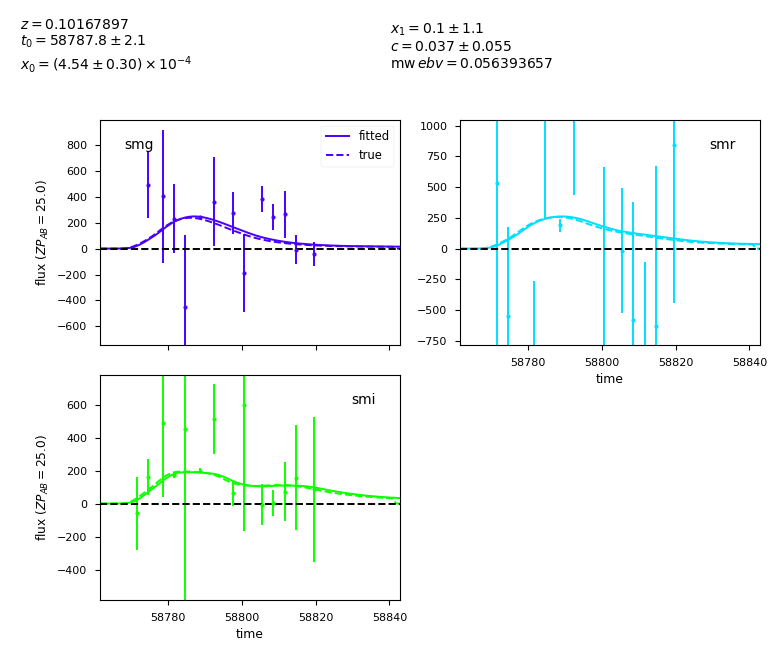 z = 0.10167897
t₀ = 58787.8 ± 2.1
x₀ = (4.54 ± 0.30) × 10⁻⁴
x₁ = 0.1 ± 1.1
c = 0.037 ± 0.055
mw ebv = 0.056393657
smg
fitted
true
800
600
400
200
0
−200
−400
−600
flux (ZP_AB = 25.0)
smr
1000
750
500
250
0
−250
−500
−750
58780
58800
58820
58840
time
smi
600
400
200
0
−200
−400
flux (ZP_AB = 25.0)
58780
58800
58820
58840
time